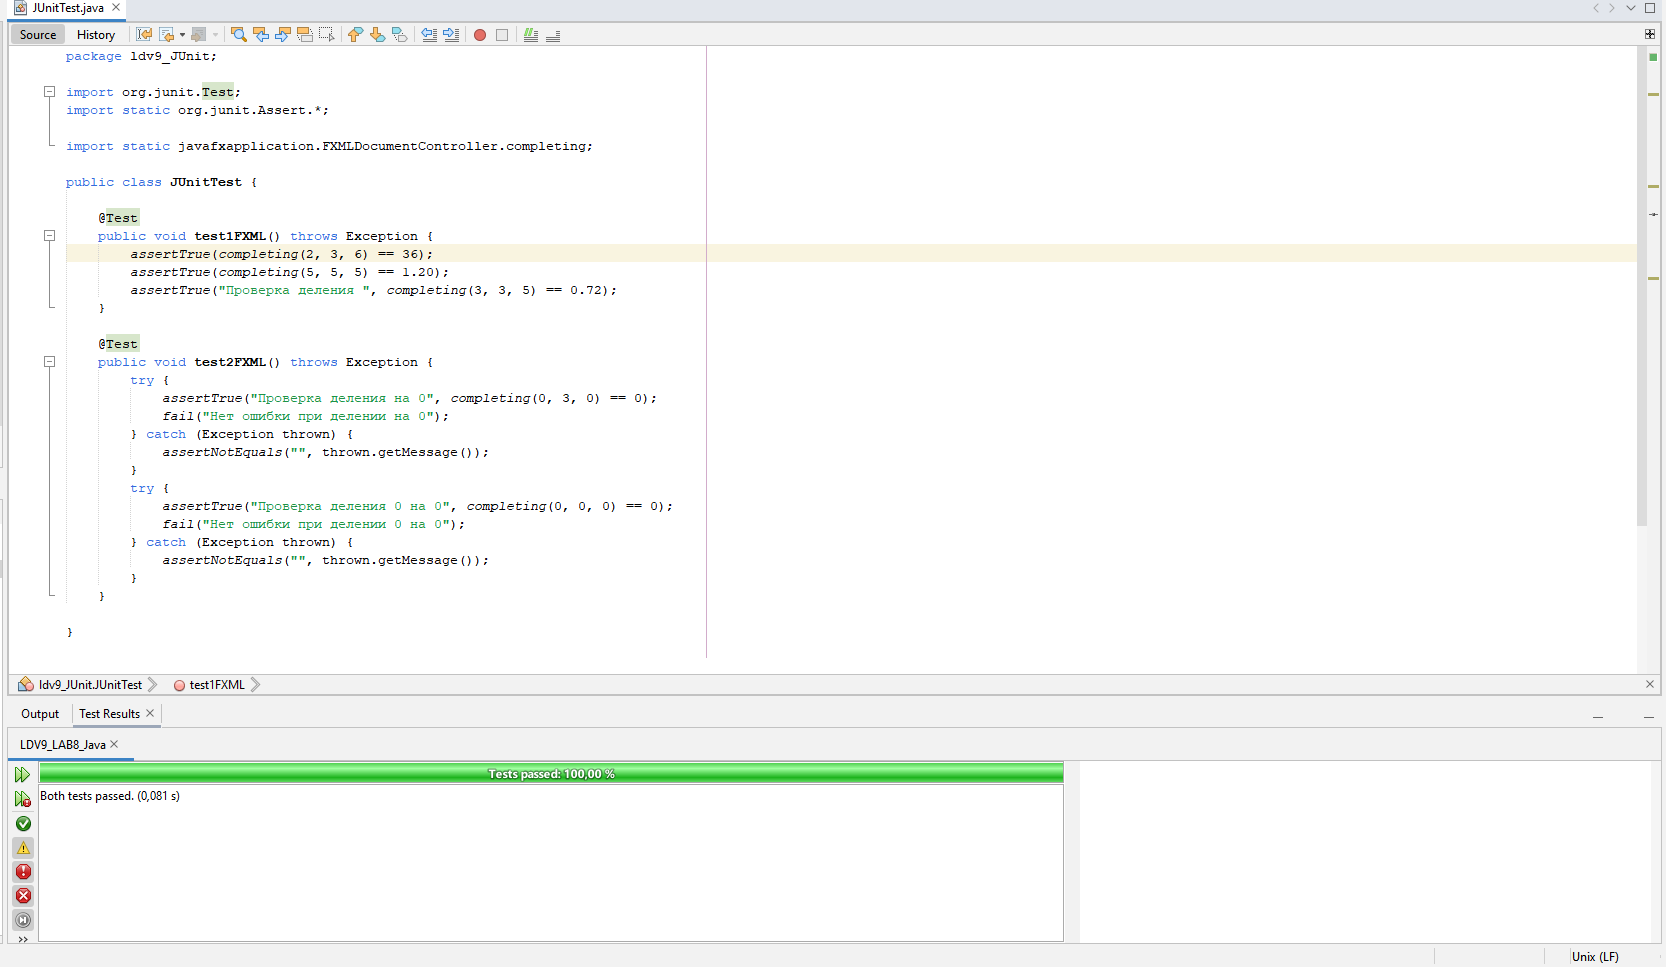 JUnitTest.java
Source History
package ldv9_JUnit;
import org.junit.Test;
import static org.junit.Assert.*;
import static javafxapplication.FXMLDocumentController.completing;
public class JUnitTest {
@Test
public void test1FXML() throws Exception {
assertTrue(completing(2, 3, 6) == 36);
assertTrue(completing(5, 5, 5) == 1.20);
assertTrue("Проверка деления ", completing(3, 3, 5) == 0.72);
}
@Test
public void test2FXML() throws Exception {
try {
assertTrue("Проверка деления на 0", completing(0, 3, 0) == 0);
fail("Нет ошибки при делении на 0");
} catch (Exception thrown) {
assertNotEquals("", thrown.getMessage());
}
try {
assertTrue("Проверка деления 0 на 0", completing(0, 0, 0) == 0);
fail("Нет ошибки при делении 0 на 0");
} catch (Exception thrown) {
assertNotEquals("", thrown.getMessage());
}
}
}
ldv9_JUnit.JUnitTest test1FXML
Output Test Results
LDV9_LAB8_Java
Tests passed: 100,00 %
Both tests passed. (0,081 s)
Unix (LF)